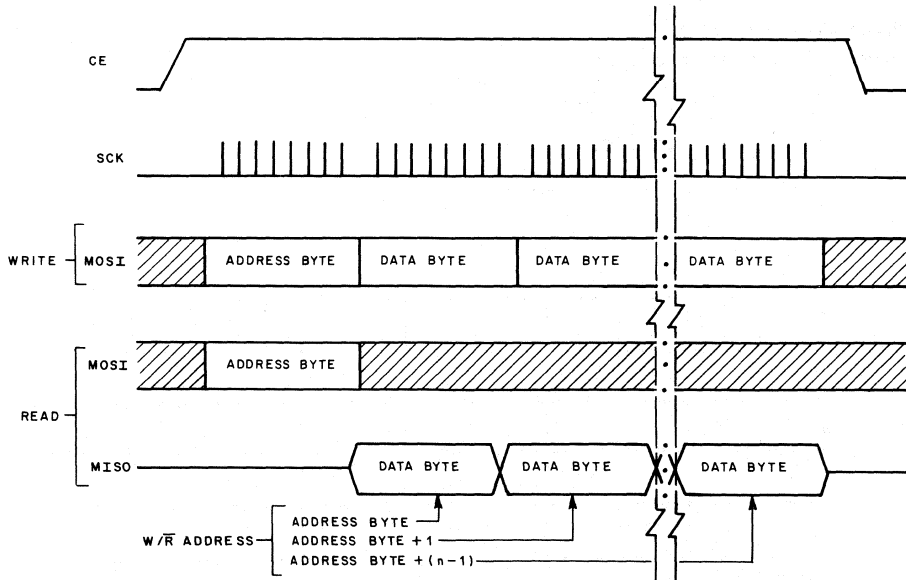 CE
SCK
WRITE MOSI ADDRESS BYTE DATA BYTE DATA BYTE DATA BYTE
MOSI ADDRESS BYTE
READ
MISO DATA BYTE DATA BYTE DATA BYTE
ADDRESS BYTE
W/R̅ ADDRESS ADDRESS BYTE +1
ADDRESS BYTE +(n-1)